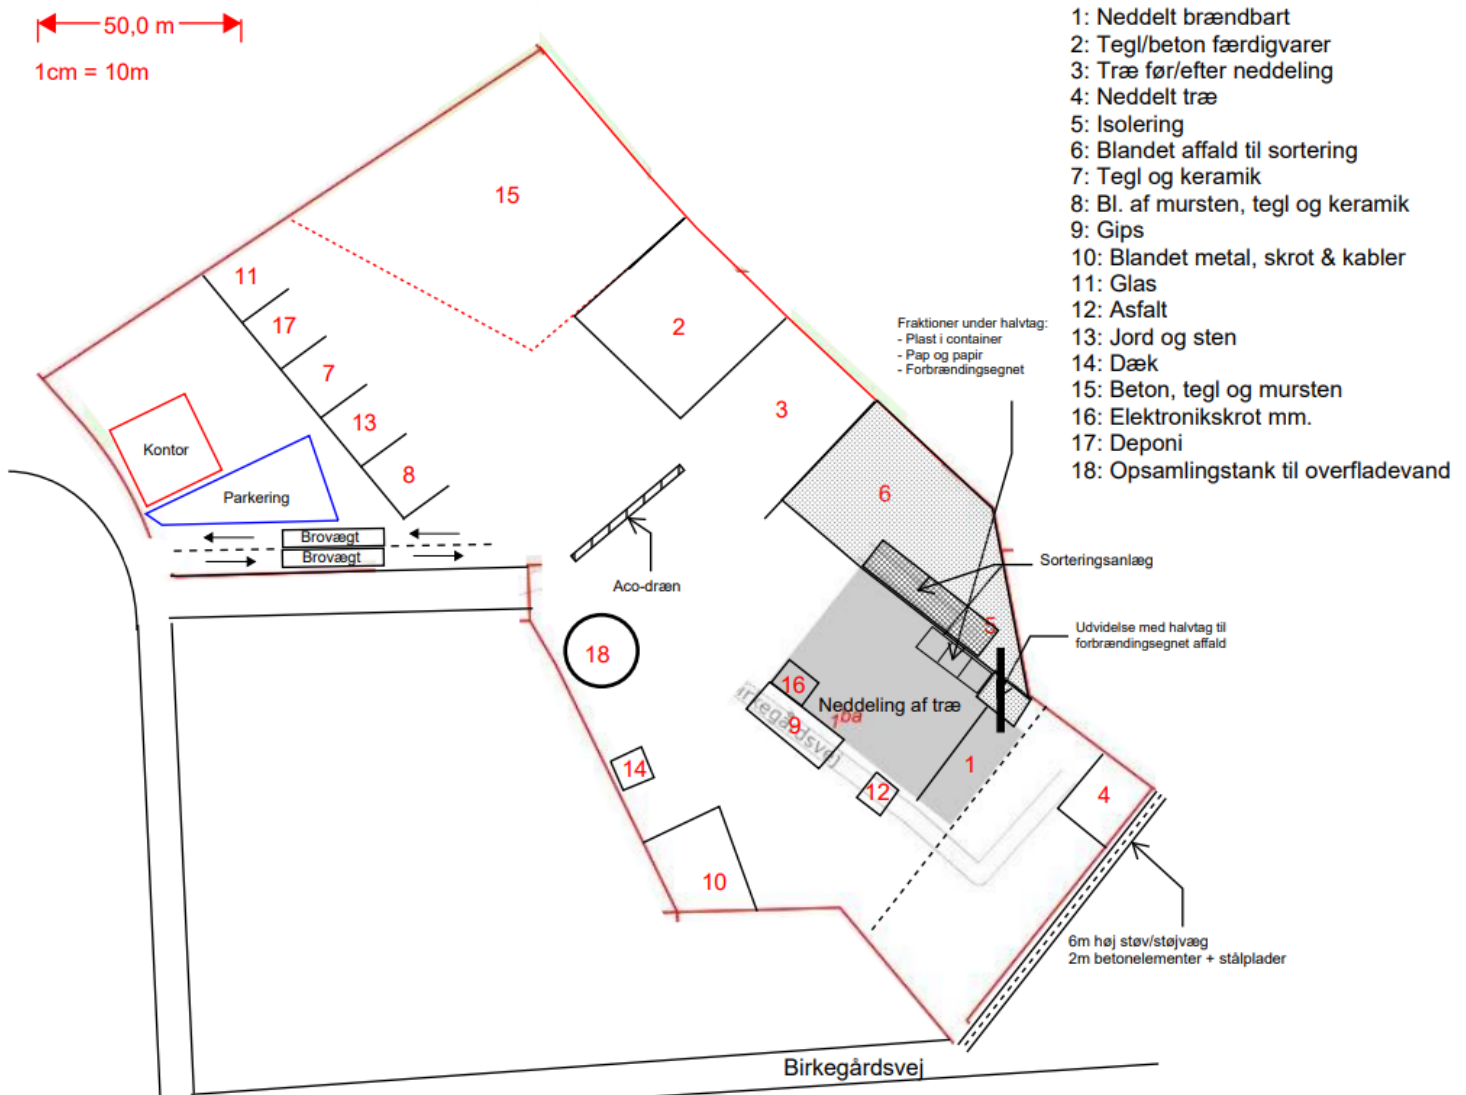 50,0 m
1cm = 10m
1: Neddelt brændbart
2: Tegl/beton færdigvarer
3: Træ før/efter neddeling
4: Neddelt træ
5: Isolering
6: Blandet affald til sortering
7: Tegl og keramik
8: Bl. af mursten, tegl og keramik
9: Gips
10: Blandet metal, skrot & kabler
11: Glas
12: Asfalt
13: Jord og sten
14: Dæk
15: Beton, tegl og mursten
16: Elektronikskrot mm.
17: Deponi
18: Opsamlingstank til overfladevand
15
11
17
2
7
Fraktioner under halvtag:
- Plast i container
- Pap og papir
- Forbrændingsegnet
3
13
Kontor
8
6
Parkering
Brovægt
Brovægt
Aco-dræn
Sorteringsanlæg
5
Udvidelse med halvtag til
forbrændingsegnet affald
18
16
Neddeling af træ
1ba
9
irkegårdsvej
14
1
12
4
10
6m høj støv/støjvæg
2m betonelementer + stålplader
Birkegårdsvej